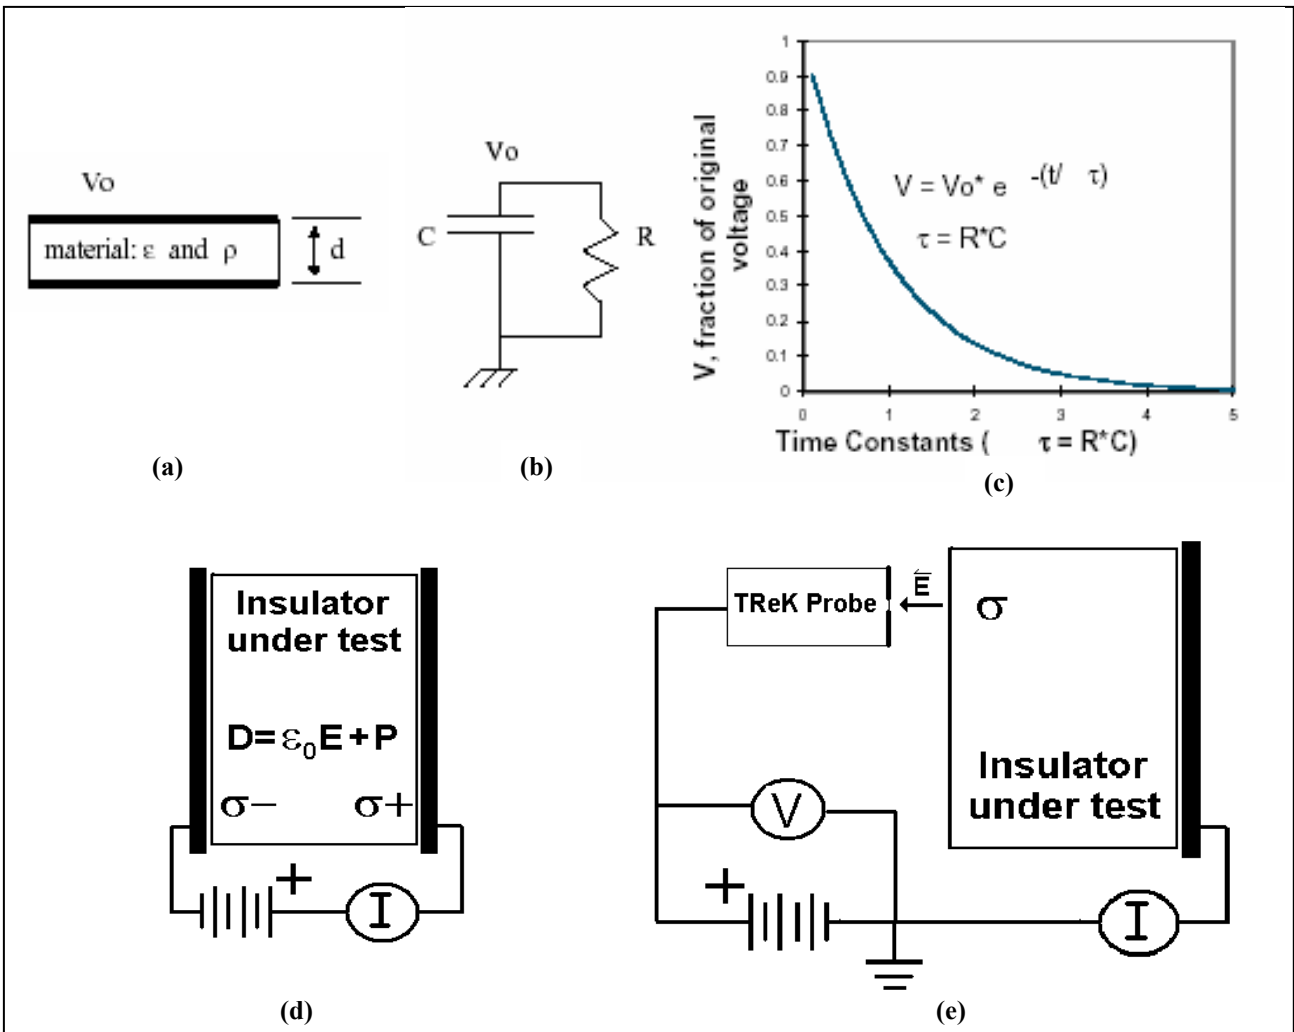 Vo
material: ε and ρ
d
(a)
Vo
C
R
(b)
V, fraction of original
voltage
1
0.9
0.8
0.7
0.6
0.5
0.4
0.3
0.2
0.1
0
V = Vo* e -(t/ τ)
τ = R*C
0 1 2 3 4 5
Time Constants ( τ = R*C)
(c)
Insulator
under test
D=ε₀E+P
σ− σ+
+
I
(d)
TReK Probe
E
σ
Insulator
under test
V
+
I
(e)